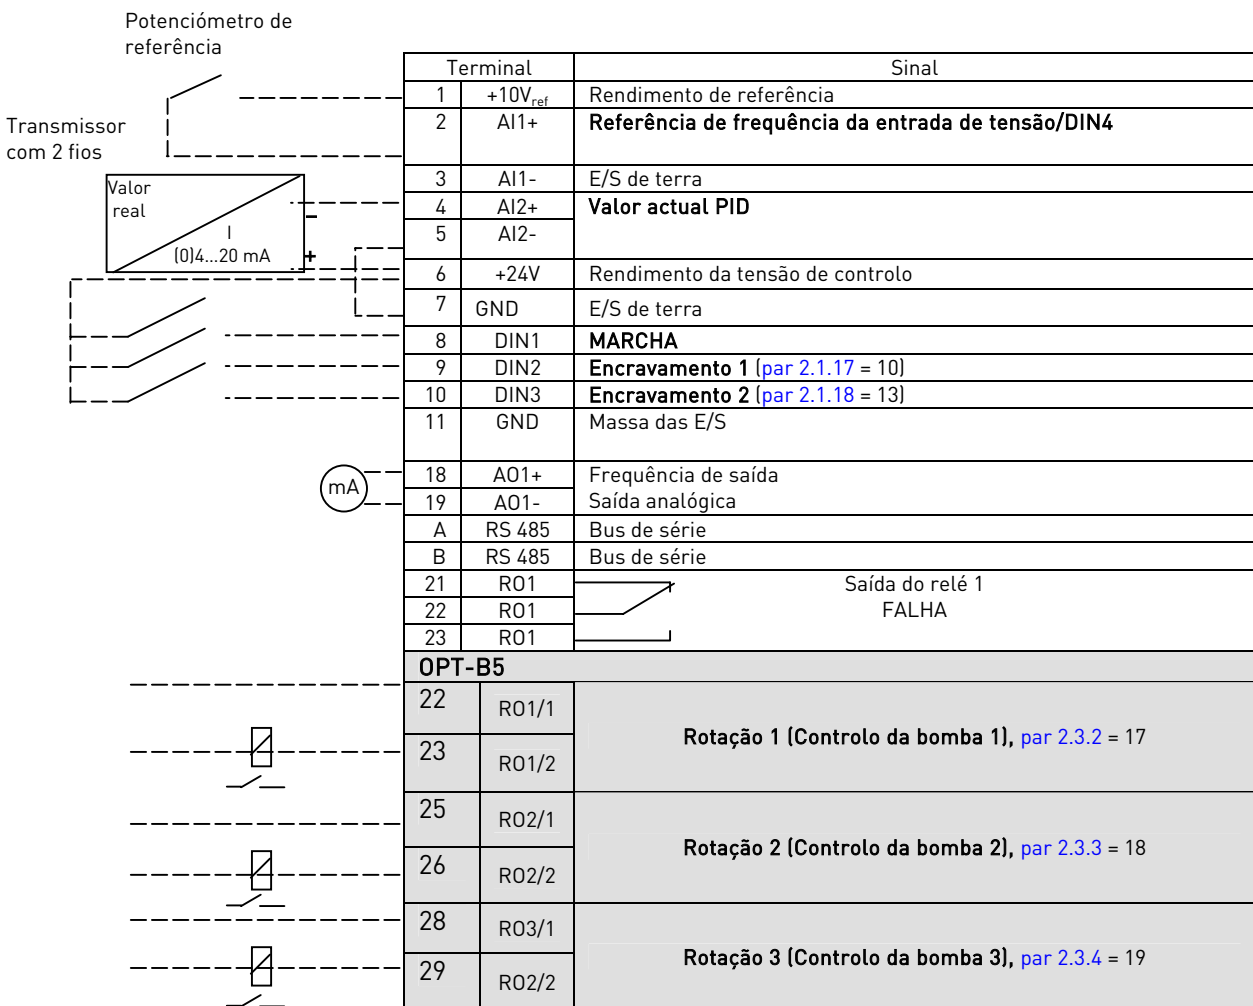 Potenciómetro de
referência
Terminal Sinal
1 +10Vref Rendimento de referência
2 AI1+ Referência de frequência da entrada de tensão/DIN4
Transmissor
com 2 fios
3 AI1- E/S de terra
Valor
real
4 AI2+ Valor actual PID
–
5 AI2-
I
(0)4...20 mA
+
6 +24V Rendimento da tensão de controlo
7 GND E/S de terra
8 DIN1 MARCHA
9 DIN2 Encravamento 1 (par 2.1.17 = 10)
10 DIN3 Encravamento 2 (par 2.1.18 = 13)
11 GND Massa das E/S
mA
18 AO1+ Frequência de saída
19 AO1- Saída analógica
A RS 485 Bus de série
B RS 485 Bus de série
21 RO1 Saída do relé 1
22 RO1 FALHA
23 RO1
OPT-B5
22 RO1/1
Rotação 1 (Controlo da bomba 1), par 2.3.2 = 17
23 RO1/2
25 RO2/1
Rotação 2 (Controlo da bomba 2), par 2.3.3 = 18
26 RO2/2
28 RO3/1
Rotação 3 (Controlo da bomba 3), par 2.3.4 = 19
29 RO2/2